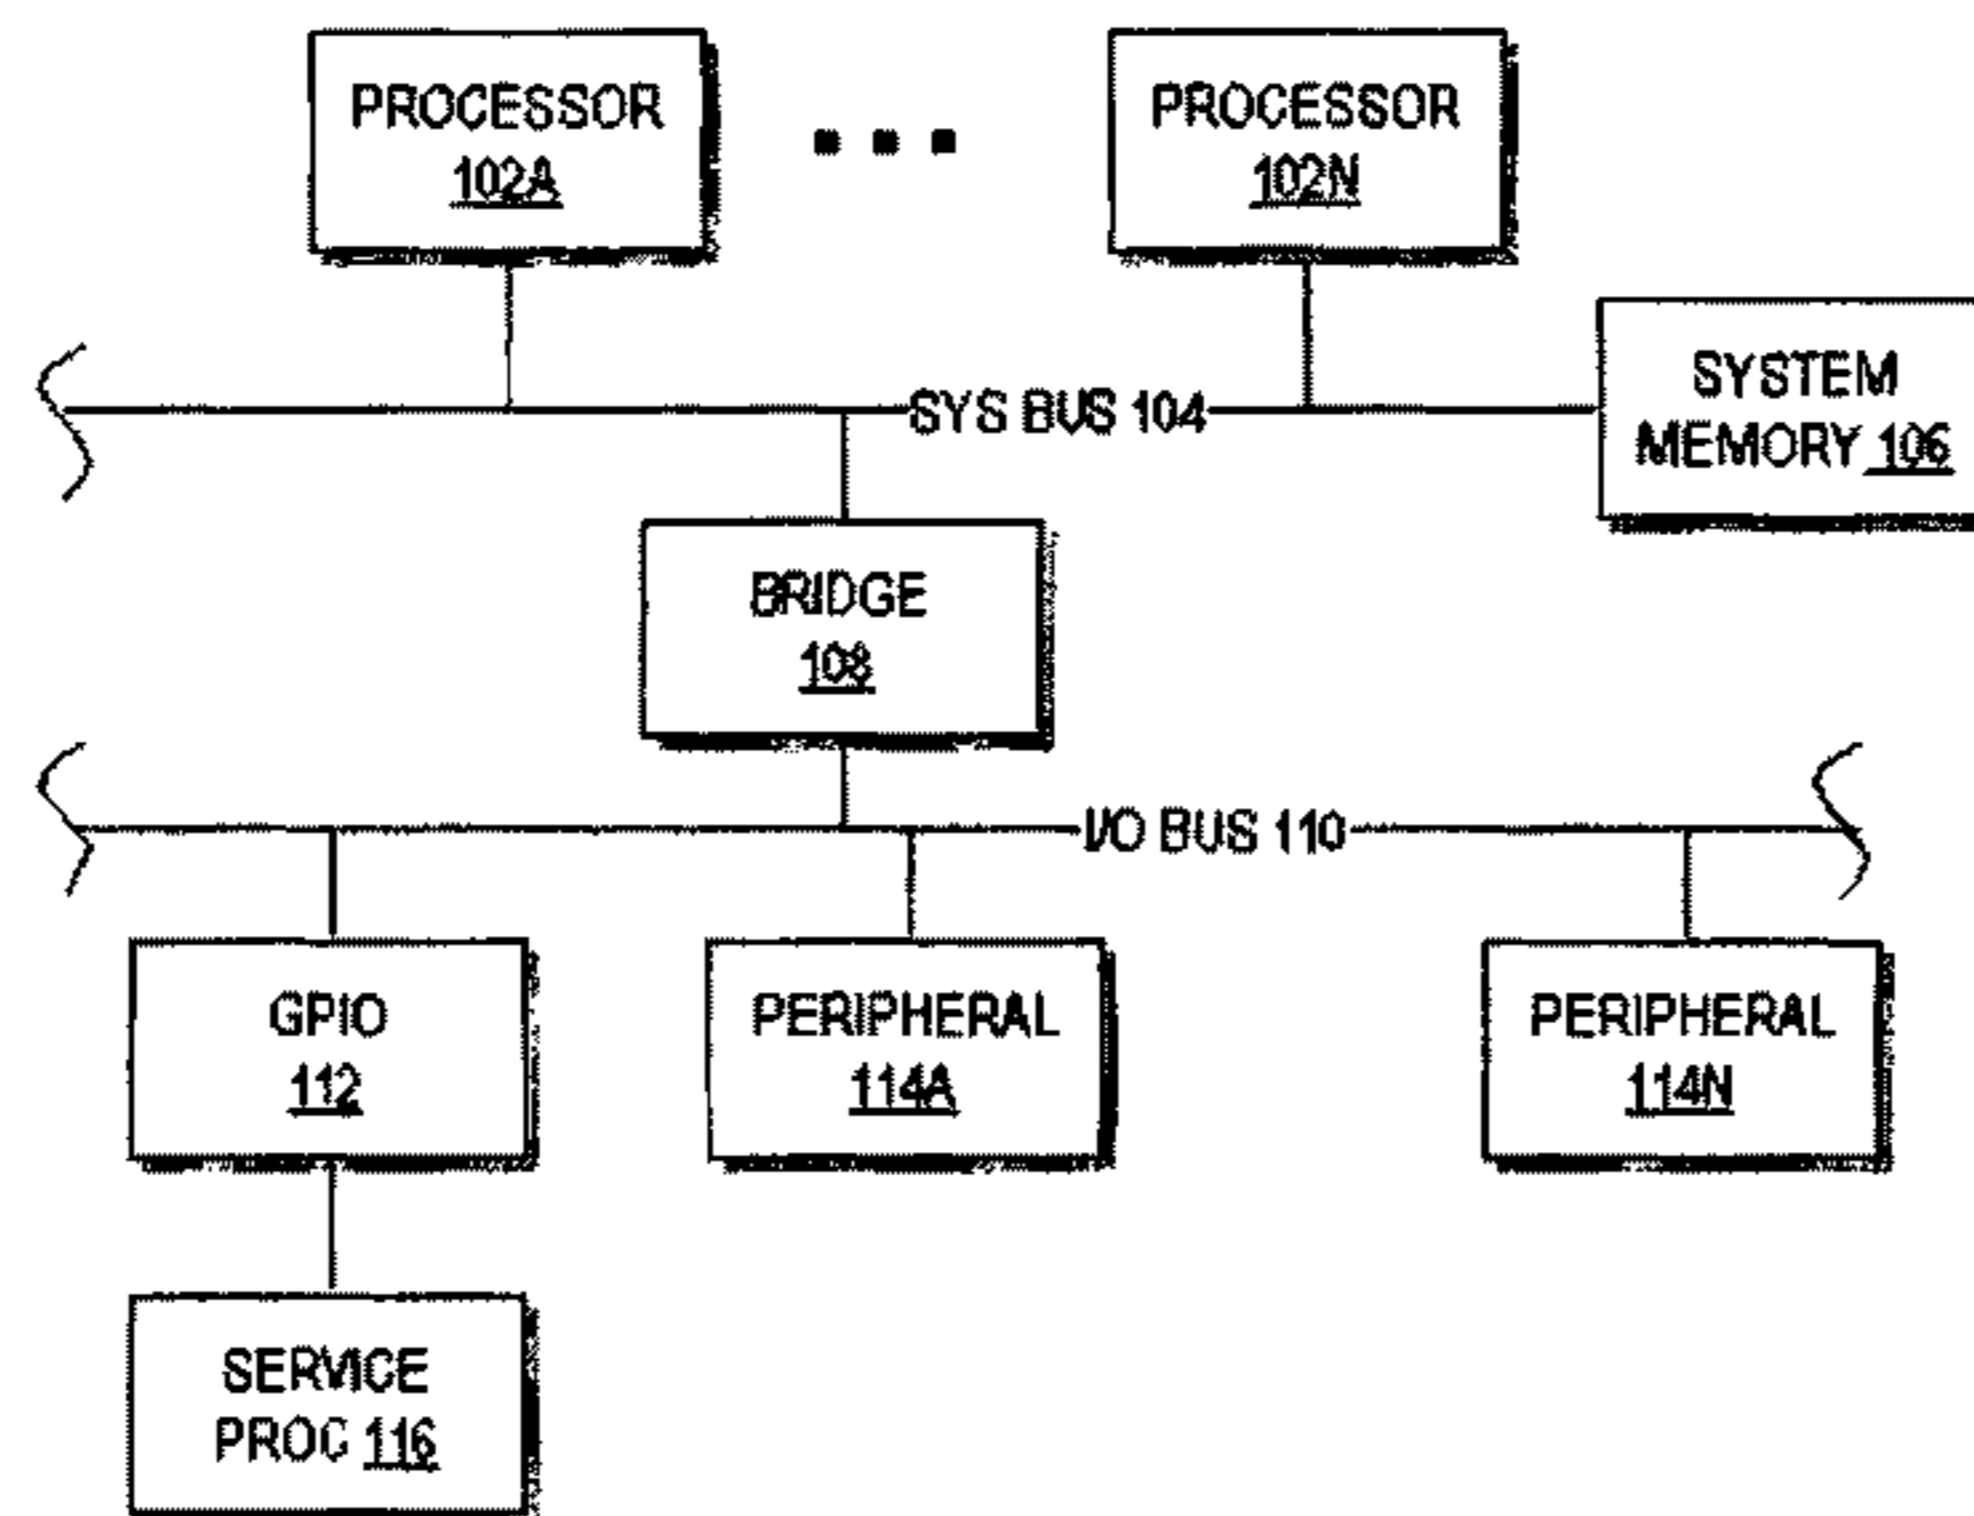 PROCESSOR
102A
PROCESSOR
102N
SYSTEM
MEMORY 106
SYS BUS 104
BRIDGE
108
I/O BUS 110
GPIO
112
PERIPHERAL
114A
PERIPHERAL
114N
SERVICE
PROC 116